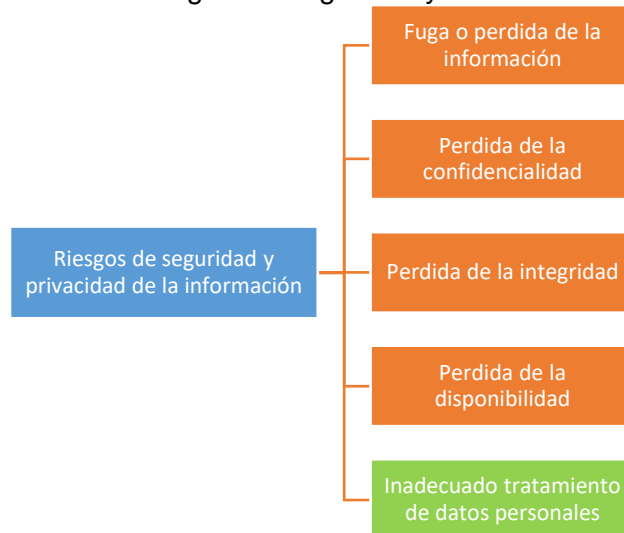 Fuga o perdida de la
información
Perdida de la
confidencialidad
Riesgos de seguridad y
privacidad de la información
Perdida de la integridad
Perdida de la
disponibilidad
Inadecuado tratamiento
de datos personales